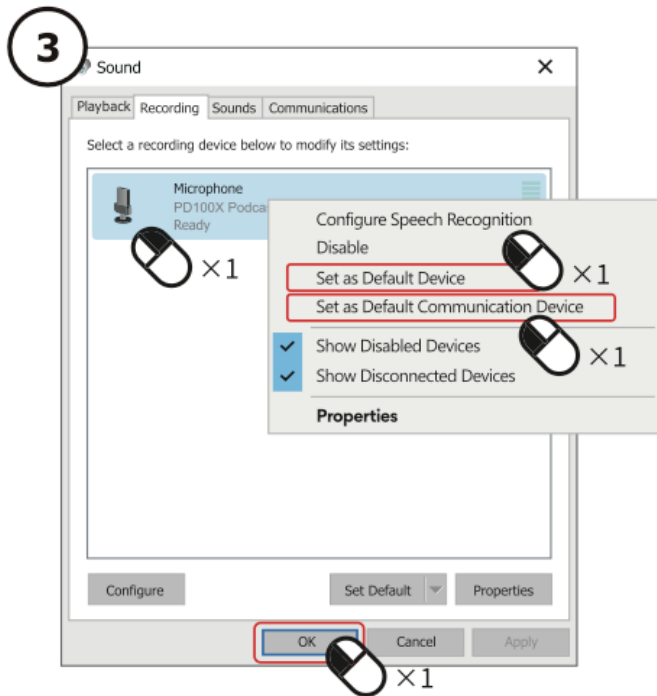 3
Sound
Playback Recording Sounds Communications
Select a recording device below to modify its settings:
Microphone
PD100X
Ready
×1
Configure Speech Recognition
Disable
Set as Default Device
×1
Set as Default Communication Device
×1
Show Disabled Devices
Show Disconnected Devices
Properties
Configure Set Default Properties
OK Cancel Apply
×1